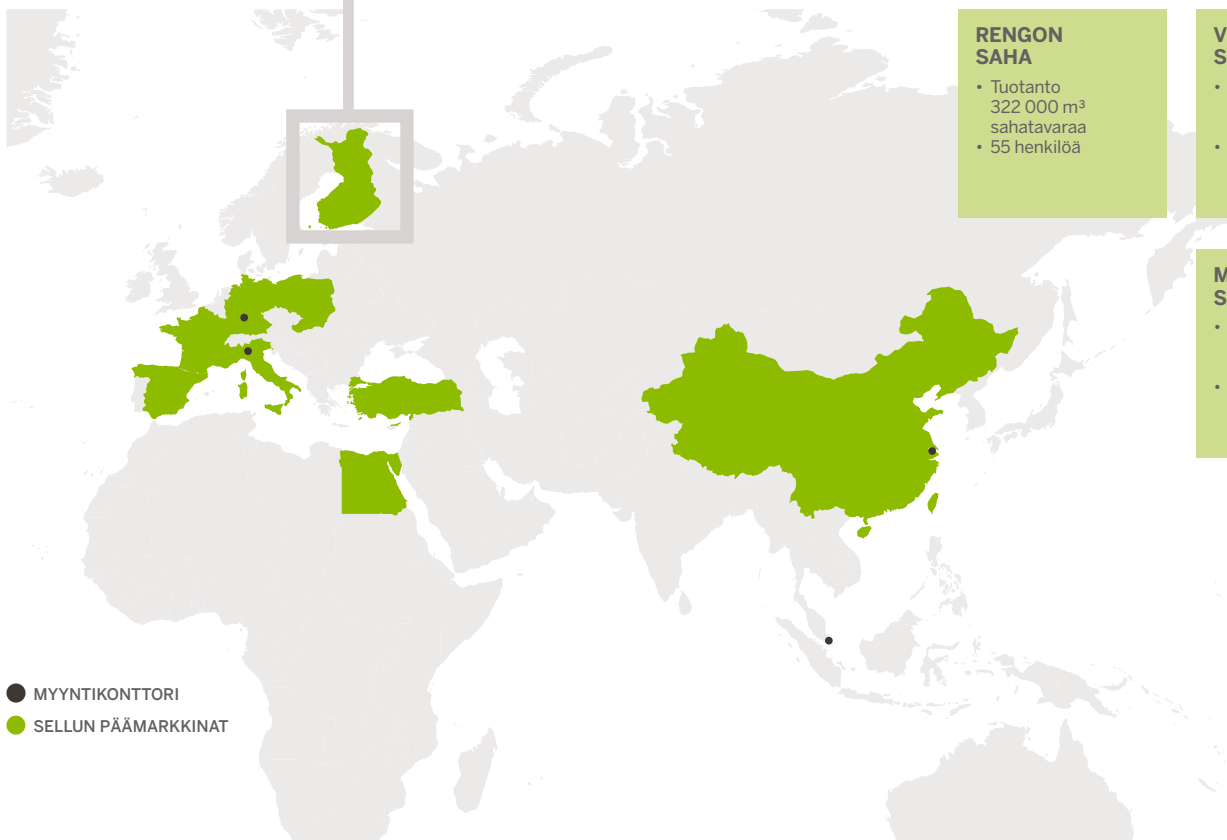 RENGON
SAHA
• Tuotanto
322 000 m³
sahatavaraa
• 55 henkilöä
V
S
•
•
M
S
•
•
MYYNTIKONTTORI
SELLUN PÄÄMARKKINAT